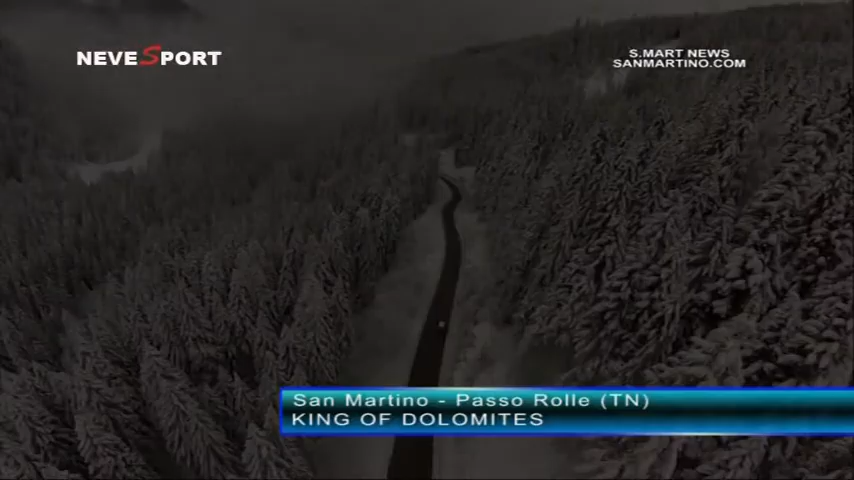 NEVESPORT
S.MART NEWS
SANMARTINO.COM
San Martino - Passo Rolle (TN)
KING OF DOLOMITES